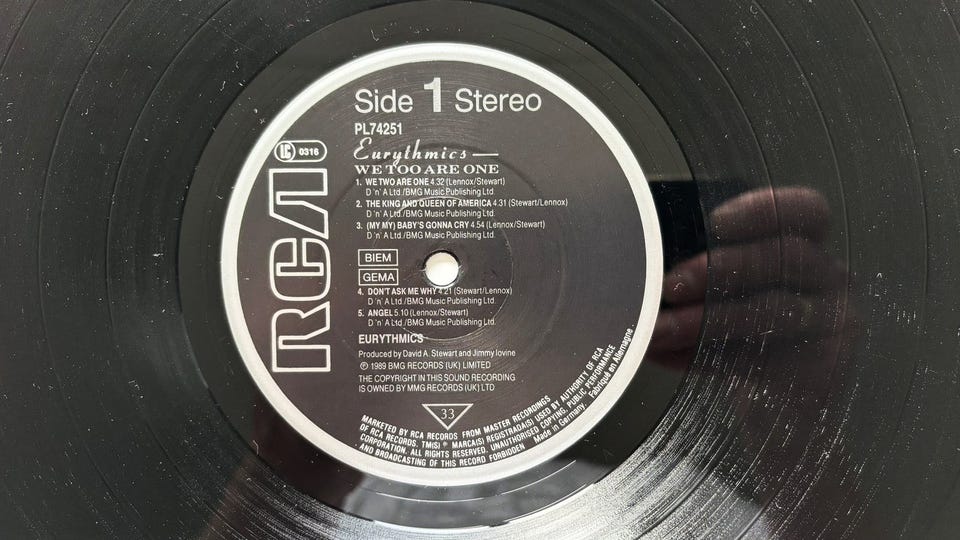 Side 1 Stereo
PL74251
LC 0316
RCA
Eurythmics
WE TOO ARE ONE
1. WE TWO ARE ONE 4.32 (Lennox/Stewart)
D 'n' A Ltd./BMG Music Publishing Ltd.
2. THE KING AND QUEEN OF AMERICA 4.31 (Stewart/Lennox)
D 'n' A Ltd./BMG Music Publishing Ltd.
3. (MY MY) BABY'S GONNA CRY 4.54 (Lennox/Stewart)
D 'n' A Ltd./BMG Music Publishing Ltd.
BIEM
GEMA
4. DON'T ASK ME WHY 4.21 (Stewart/Lennox)
D 'n' A Ltd./BMG Music Publishing Ltd.
5. ANGEL 5.10 (Lennox/Stewart)
D 'n' A Ltd./BMG Music Publishing Ltd.
EURYTHMICS
Produced by David A. Stewart and Jimmy Iovine
℗ 1989 BMG RECORDS (UK) LIMITED
THE COPYRIGHT IN THIS SOUND RECORDING
IS OWNED BY MMG RECORDS (UK) LTD
33
MARKETED BY RCA RECORDS FROM MASTER RECORDINGS
OF RCA RECORDS. TM(S) ® MARCA(S) REGISTRADA(S) USED BY AUTHORITY OF RCA
CORPORATION. ALL RIGHTS RESERVED. UNAUTHORISED COPYING, PUBLIC PERFORMANCE
AND BROADCASTING OF THIS RECORD FORBIDDEN Made in Germany. Fabriqué en Allemagne.